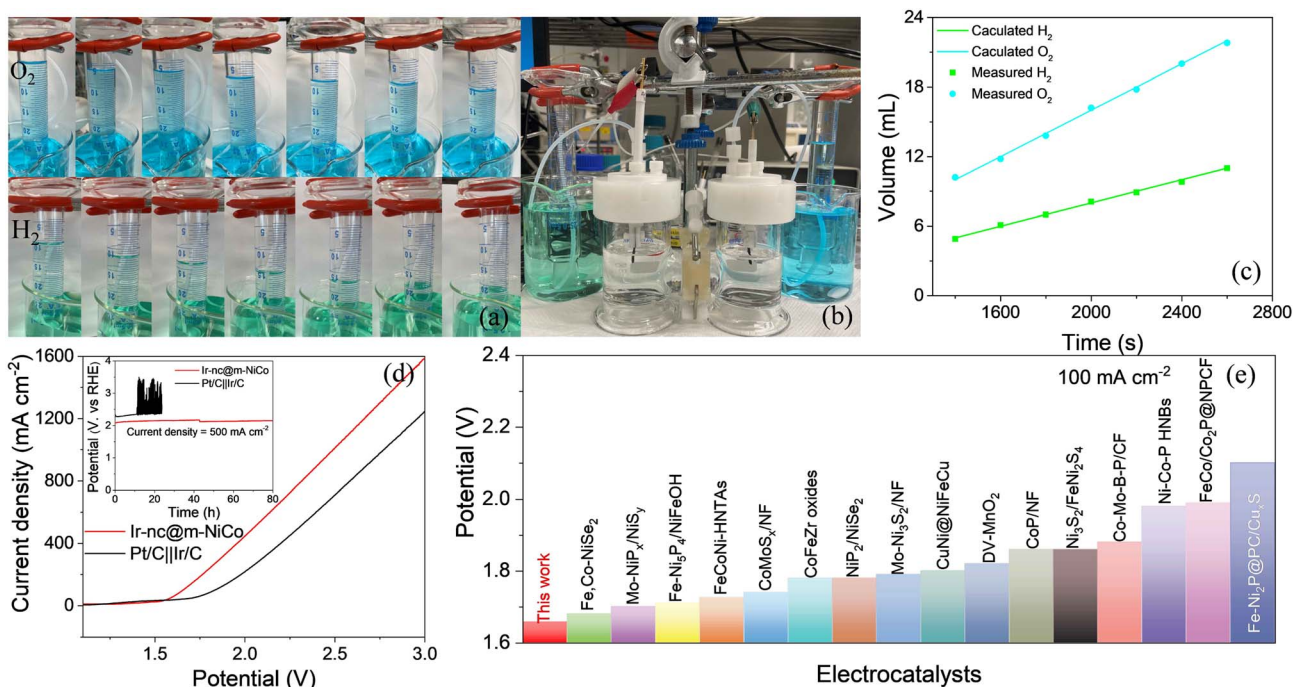 O₂
H₂
(a)
(b)
24
18
12
6
0
Volume (mL)
Caculated H₂
Caculated O₂
Measured H₂
Measured O₂
(c)
1600 2000 2400 2800
Time (s)
1600
1200
800
400
0
Current density (mA cm⁻²)
(d)
4
3
2
1
0
Potential (V. vs RHE)
Ir-nc@m-NiCo
Pt/C||Ir/C
Current density = 500 mA cm⁻²
0 20 40 60 80
Time (h)
Ir-nc@m-NiCo
Pt/C||Ir/C
1.5 2.0 2.5 3.0
Potential (V)
2.4
2.2
2.0
1.8
1.6
Potential (V)
(e)
100 mA cm⁻²
This work
Fe,Co-NiSe₂
Mo-NiPₓ/NiSᵧ
Fe-Ni₅P₄/NiFeOH
FeCoNi-HNTAs
CoMoSₓ/NF
CoFeZr oxides
NiP₂/NiSe₂
Mo-Ni₃S₂/NF
CuNi@NiFeCu
DV-MnO₂
CoP/NF
Ni₃S₂/FeNi₂S₄
Co-Mo-B-P/CF
Ni-Co-P HNBs
FeCo/Co₂P@NPCF
Fe-Ni₂P@PC/CuₓS
Electrocatalysts